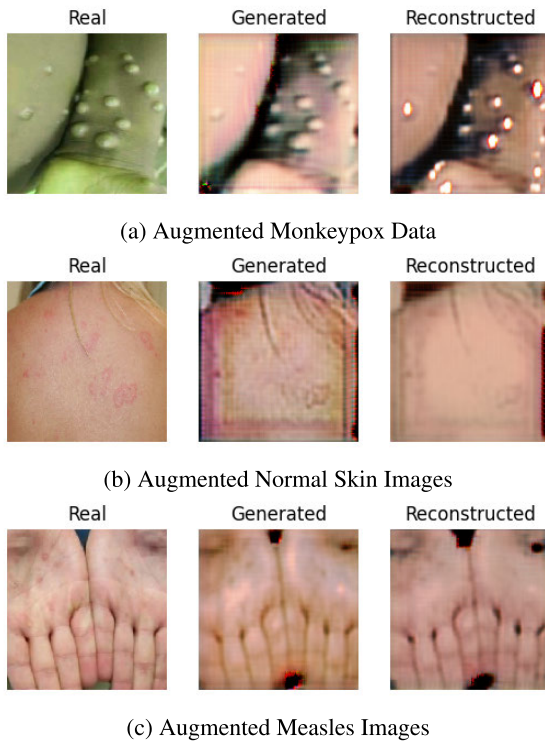 Real Generated Reconstructed
(a) Augmented Monkeypox Data
Real Generated Reconstructed
(b) Augmented Normal Skin Images
Real Generated Reconstructed
(c) Augmented Measles Images